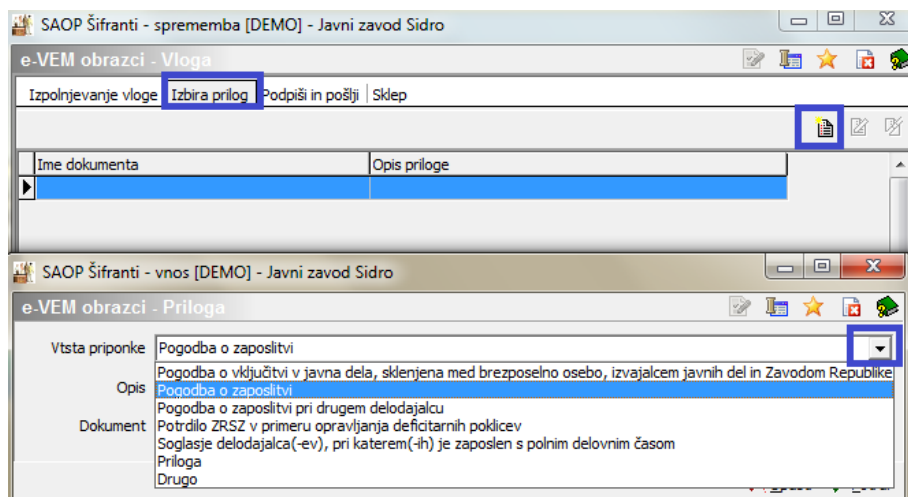 SAOP Šifranti - sprememba [DEMO] - Javni zavod Sidro
e-VEM obrazci - Vloga
Izpolnjevanje vloge Izbira prilog Podpiši in pošlji Sklep
Ime dokumenta Opis priloge
SAOP Šifranti - vnos [DEMO] - Javni zavod Sidro
e-VEM obrazci - Priloga
Vtsta priponke Pogodba o zaposlitvi
Pogodba o vključitvi v javna dela, sklenjena med brezposelno osebo, izvajalcem javnih del in Zavodom Republike
Opis Pogodba o zaposlitvi
Pogodba o zaposlitvi pri drugem delodajalcu
Dokument Potrdilo ZRSZ v primeru opravljanja deficitarnih poklicev
Soglasje delodajalca(-ev), pri katerem(-ih) je zaposlen s polnim delovnim časom
Priloga
Drugo